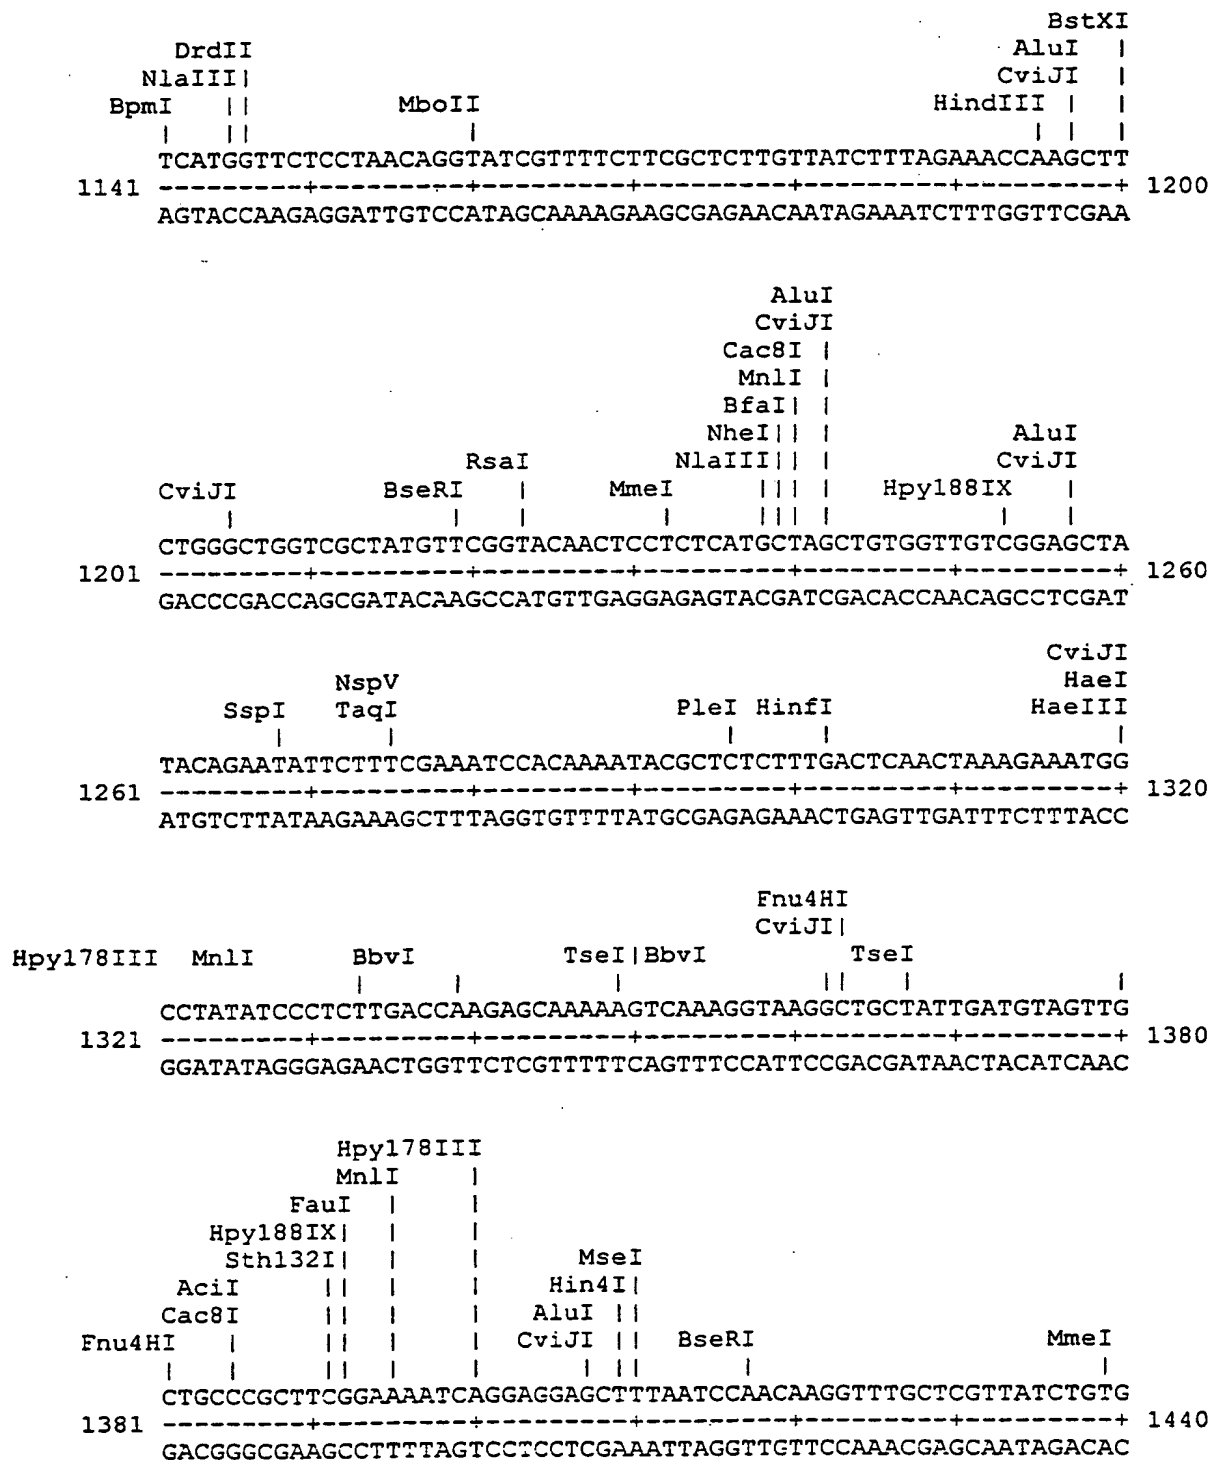 BstXI
DrdII AluI |
NlaIII| CviJI |
BpmI || MboII HindIII | |
| || | | | |
TCATGGTTCTCCTAACAGGTATCGTTTTCTTCGCTCTTGTTATCTTTAGAAACCAAGCTT
1141 ---------+---------+---------+---------+---------+---------+ 1200
AGTACCAAGAGGATTGTCCATAGCAAAAGAAGCGAGAACAATAGAAATCTTTGGTTCGAA
AluI
CviJI
Cac8I |
MnlI |
BfaI| |
NheI|| | AluI
RsaI NlaIII|| | CviJI
CviJI BseRI | MmeI ||| | Hpy188IX |
| | | | ||| | | |
CTGGGCTGGTCGCTATGTTCGGTACAACTCCTCTCATGCTAGCTGTGGTTGTCGGAGCTA
1201 ---------+---------+---------+---------+---------+---------+ 1260
GACCCGACCAGCGATACAAGCCATGTTGAGGAGAGTACGATCGACACCAACAGCCTCGAT
CviJI
NspV HaeI
SspI TaqI PleI HinfI HaeIII
| | | | |
TACAGAATATTCTTTCGAAATCCACAAAATACGCTCTCTTTGACTCAACTAAAGAAATGG
1261 ---------+---------+---------+---------+---------+---------+ 1320
ATGTCTTATAAGAAAGCTTTAGGTGTTTTATGCGAGAGAAACTGAGTTGATTTCTTTACC
Fnu4HI
CviJI|
Hpy178III MnlI BbvI TseI|BbvI || TseI
| | | || | |
CCTATATCCCTCTTGACCAAGAGCAAAAAGTCAAAGGTAAGGCTGCTATTGATGTAGTTG
1321 ---------+---------+---------+---------+---------+---------+ 1380
GGATATAGGGAGAACTGGTTCTCGTTTTTCAGTTTCCATTCCGACGATAACTACATCAAC
Hpy178III
MnlI |
FauI | |
Hpy188IX| | |
Sth132I| | | MseI
AciI || | | Hin4I|
Cac8I || | | AluI ||
Fnu4HI | || | | CviJI || BseRI MmeI
| | || | | | || | |
CTGCCCGCTTCGGAAAATCAGGAGGAGCTTTAATCCAACAAGGTTTGCTCGTTATCTGTG
1381 ---------+---------+---------+---------+---------+---------+ 1440
GACGGGCGAAGCCTTTTAGTCCTCCTCGAAATTAGGTTGTTCCAAACGAGCAATAGACAC